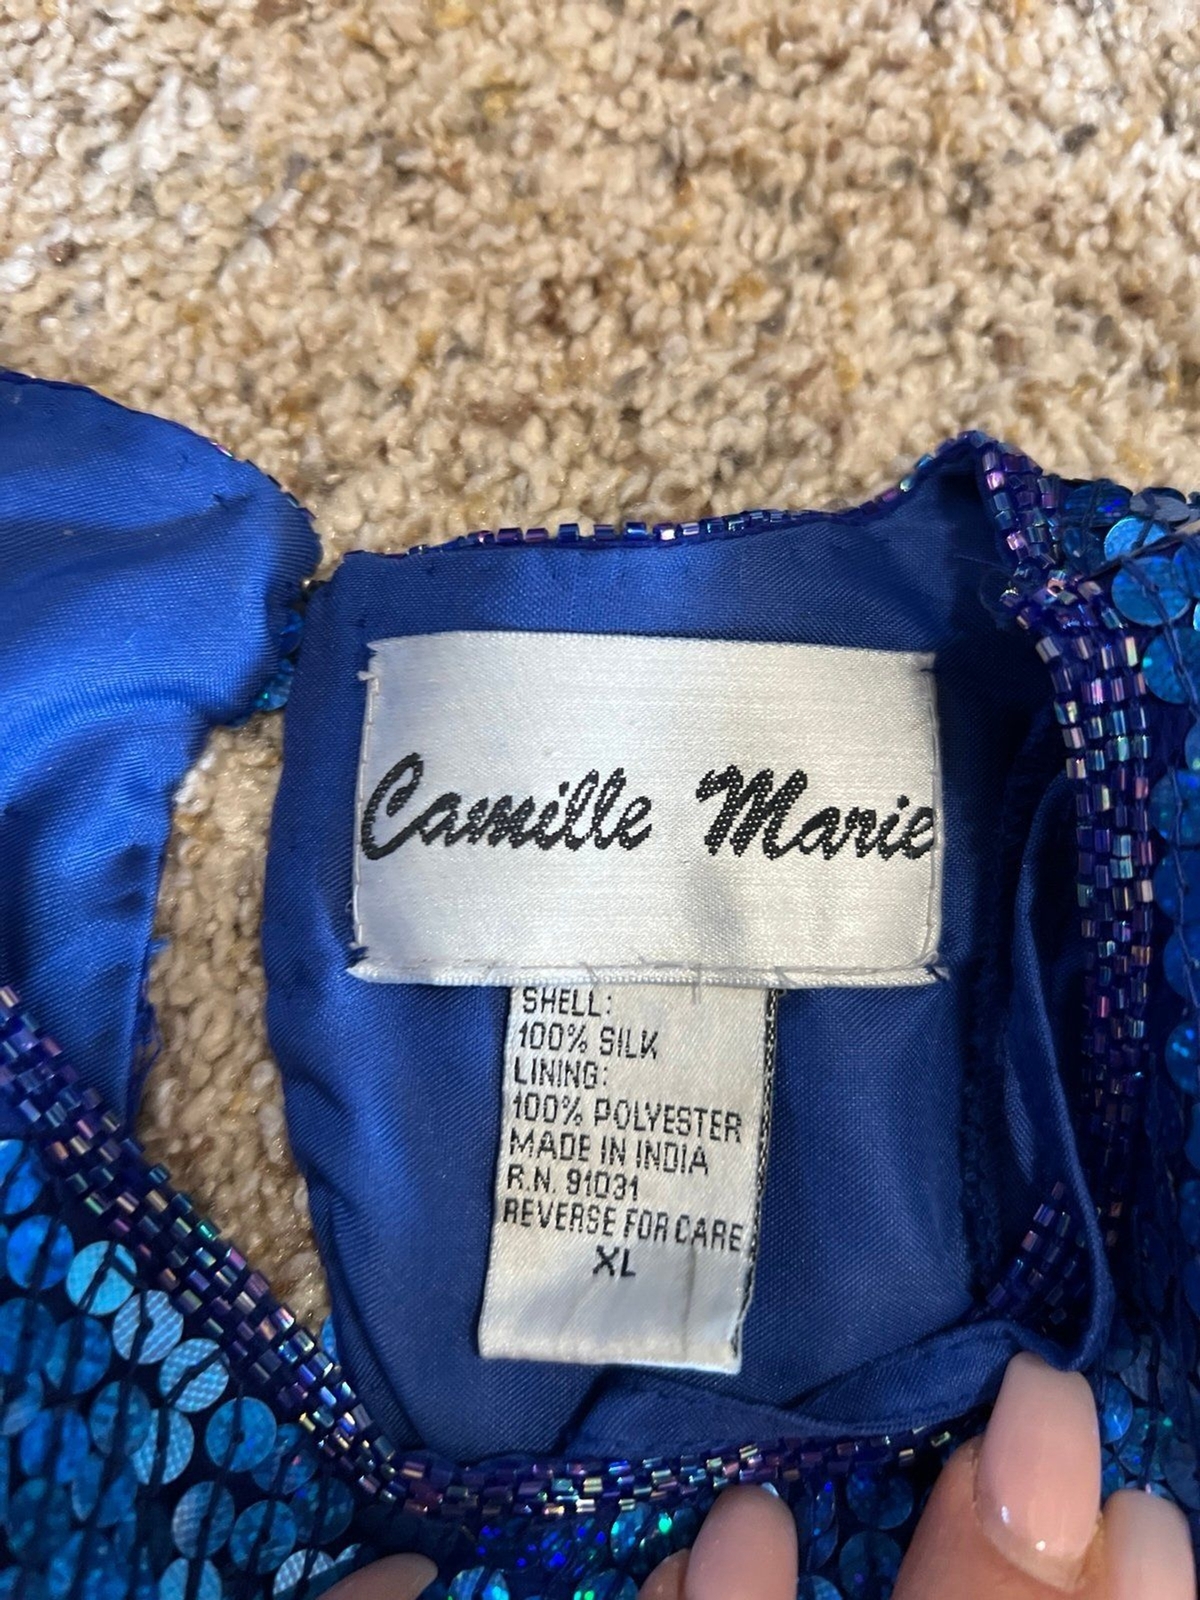 Camille Marie
SHELL:
100% SILK
LINING:
100% POLYESTER
MADE IN INDIA
R.N. 91031
REVERSE FOR CARE
XL